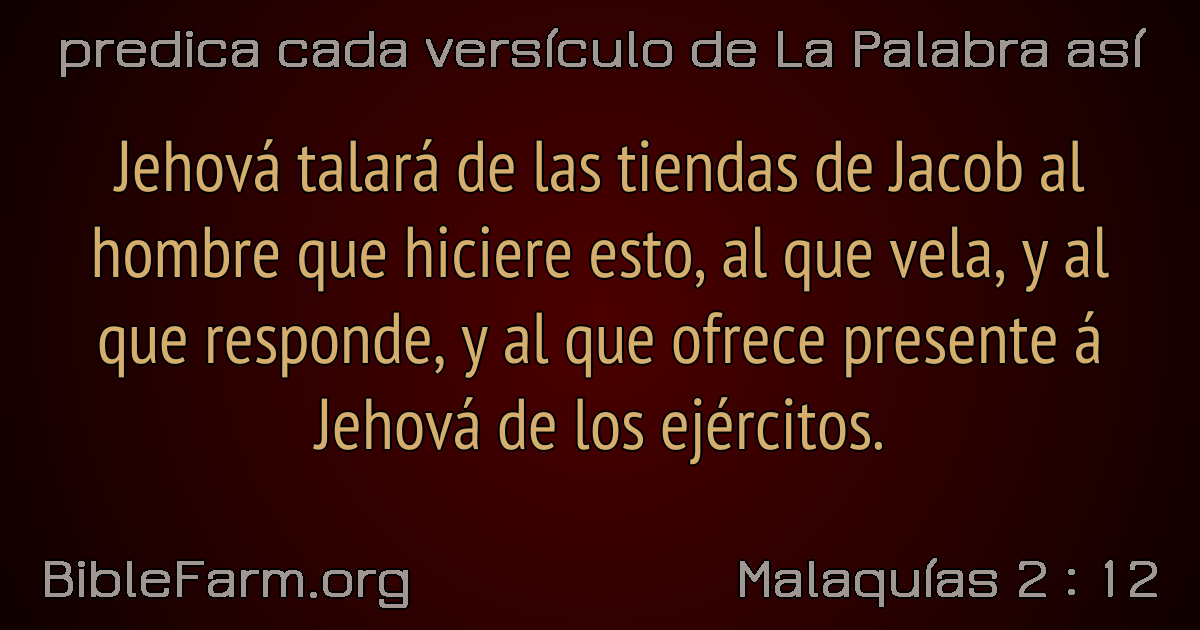 predica cada versículo de La Palabra así
Jehová talará de las tiendas de Jacob al
hombre que hiciere esto, al que vela, y al
que responde, y al que ofrece presente á
Jehová de los ejércitos.
BibleFarm.org
Malaquías 2 : 12